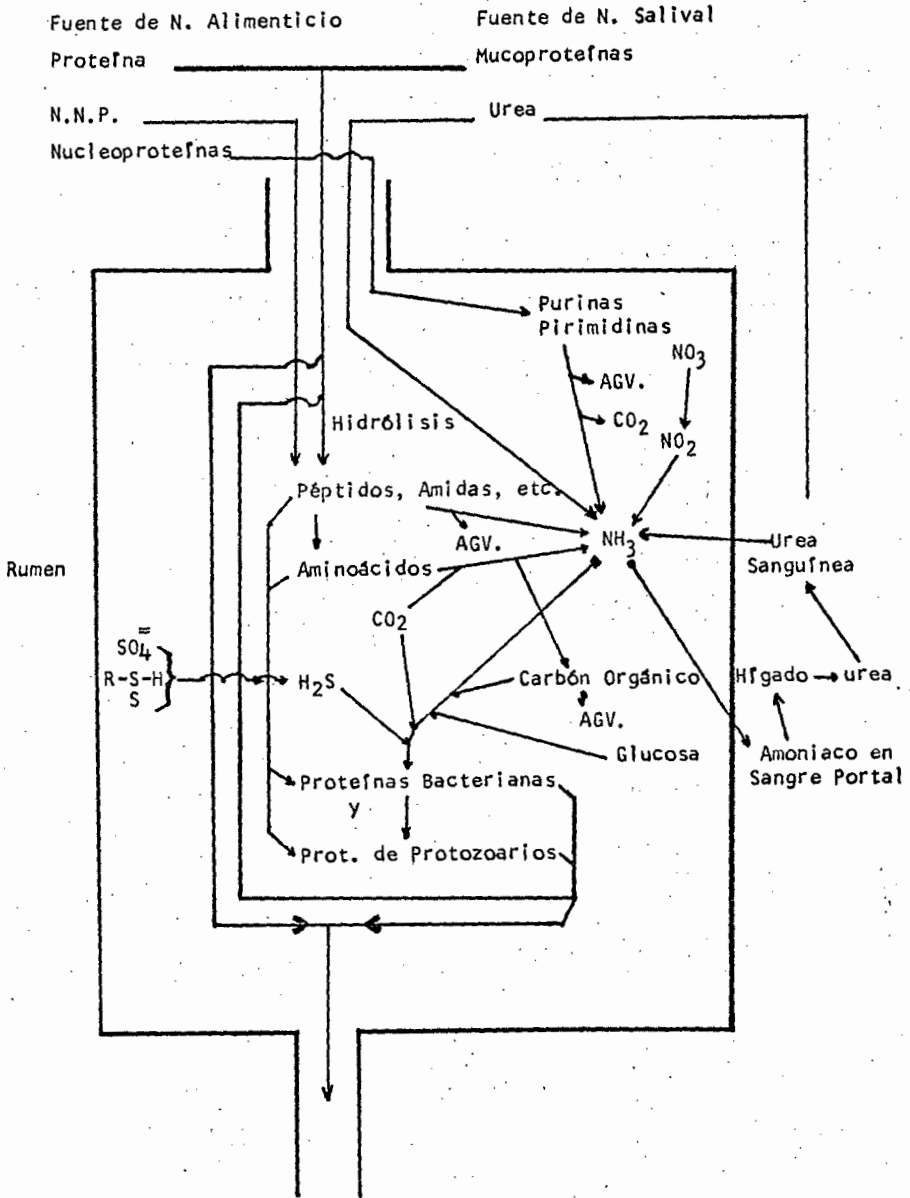 Fuente de N. Alimenticio
Fuente de N. Salival
Proteína
Mucoproteínas
N.N.P.
Urea
Nucleoproteínas
Purinas
Pirimidinas
NO3
AGV.
CO2
Hidrólisis
NO2
Péptidos, Amidas, etc.
AGV.
NH3
Urea
Sanguínea
Rumen
Aminoácidos
CO2
SO4=
R-S-H
S
H2S
Carbón Orgánico
AGV.
Hígado
urea
Glucosa
Amoniaco en
Sangre Portal
Proteínas Bacterianas
y
Prot. de Protozoarios